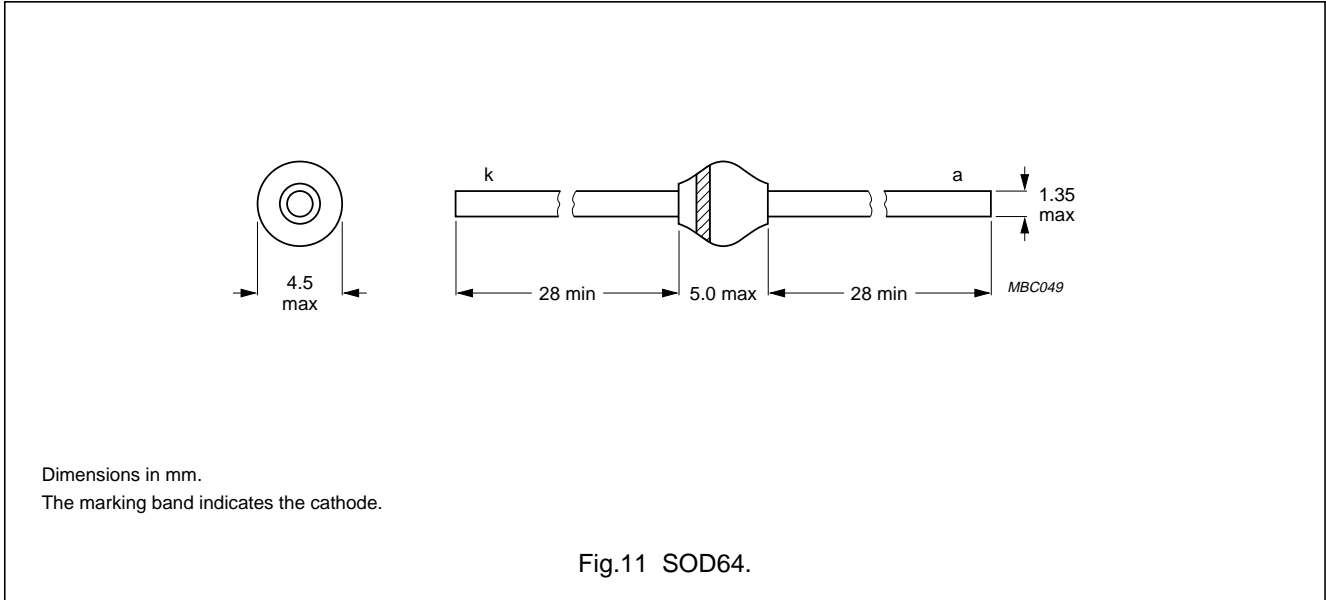 k
a
1.35
max
4.5
max
28 min
5.0 max
28 min
MBC049
Dimensions in mm.
The marking band indicates the cathode.
Fig.11 SOD64.